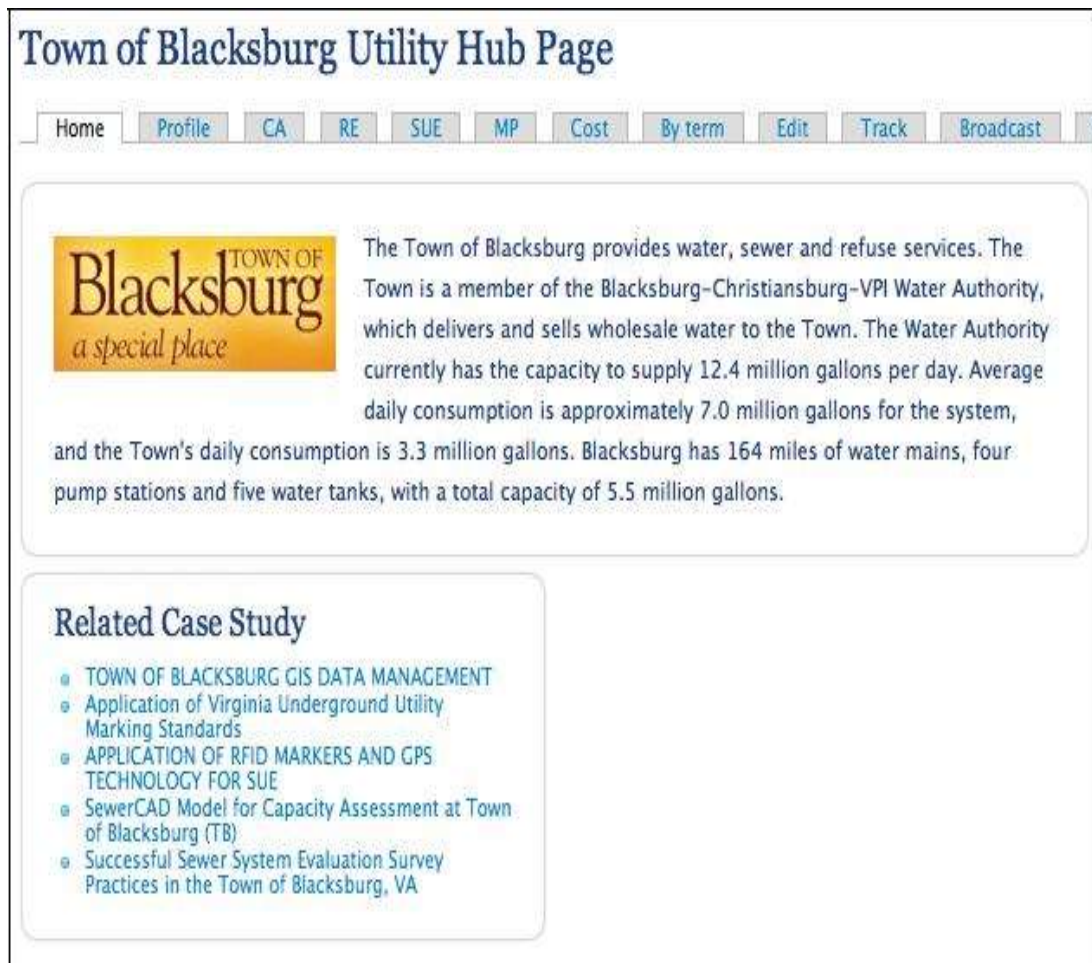 Town of Blacksburg Utility Hub Page
Home Profile CA RE SUE MP Cost By term Edit Track Broadcast
TOWN OF
Blacksburg
a special place
The Town of Blacksburg provides water, sewer and refuse services. The
Town is a member of the Blacksburg-Christiansburg-VPI Water Authority,
which delivers and sells wholesale water to the Town. The Water Authority
currently has the capacity to supply 12.4 million gallons per day. Average
daily consumption is approximately 7.0 million gallons for the system,
and the Town's daily consumption is 3.3 million gallons. Blacksburg has 164 miles of water mains, four
pump stations and five water tanks, with a total capacity of 5.5 million gallons.
Related Case Study
TOWN OF BLACKSBURG GIS DATA MANAGEMENT
Application of Virginia Underground Utility
Marking Standards
APPLICATION OF RFID MARKERS AND GPS
TECHNOLOGY FOR SUE
SewerCAD Model for Capacity Assessment at Town
of Blacksburg (TB)
Successful Sewer System Evaluation Survey
Practices in the Town of Blacksburg, VA